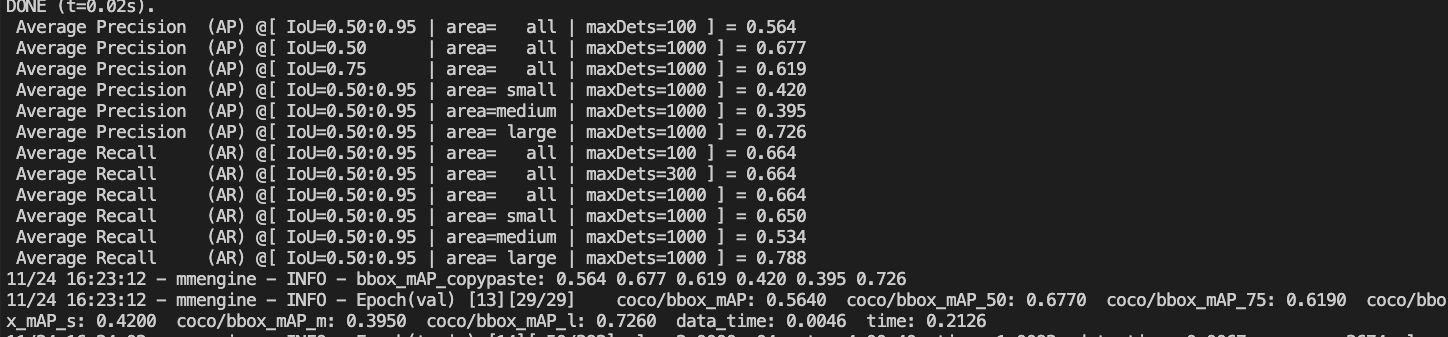 DONE (t=0.02s).
Average Precision  (AP) @[ IoU=0.50:0.95 | area=   all | maxDets=100 ] = 0.564
Average Precision  (AP) @[ IoU=0.50      | area=   all | maxDets=1000 ] = 0.677
Average Precision  (AP) @[ IoU=0.75      | area=   all | maxDets=1000 ] = 0.619
Average Precision  (AP) @[ IoU=0.50:0.95 | area= small | maxDets=1000 ] = 0.420
Average Precision  (AP) @[ IoU=0.50:0.95 | area=medium | maxDets=1000 ] = 0.395
Average Precision  (AP) @[ IoU=0.50:0.95 | area= large | maxDets=1000 ] = 0.726
Average Recall     (AR) @[ IoU=0.50:0.95 | area=   all | maxDets=100 ] = 0.664
Average Recall     (AR) @[ IoU=0.50:0.95 | area=   all | maxDets=300 ] = 0.664
Average Recall     (AR) @[ IoU=0.50:0.95 | area=   all | maxDets=1000 ] = 0.664
Average Recall     (AR) @[ IoU=0.50:0.95 | area= small | maxDets=1000 ] = 0.650
Average Recall     (AR) @[ IoU=0.50:0.95 | area=medium | maxDets=1000 ] = 0.534
Average Recall     (AR) @[ IoU=0.50:0.95 | area= large | maxDets=1000 ] = 0.788
11/24 16:23:12 - mmengine - INFO - bbox_mAP_copypaste: 0.564 0.677 0.619 0.420 0.395 0.726
11/24 16:23:12 - mmengine - INFO - Epoch(val) [13][29/29]    coco/bbox_mAP: 0.5640  coco/bbox_mAP_50: 0.6770  coco/bbox_mAP_75: 0.6190  coco/bbo
x_mAP_s: 0.4200  coco/bbox_mAP_m: 0.3950  coco/bbox_mAP_l: 0.7260  data_time: 0.0046  time: 0.2126